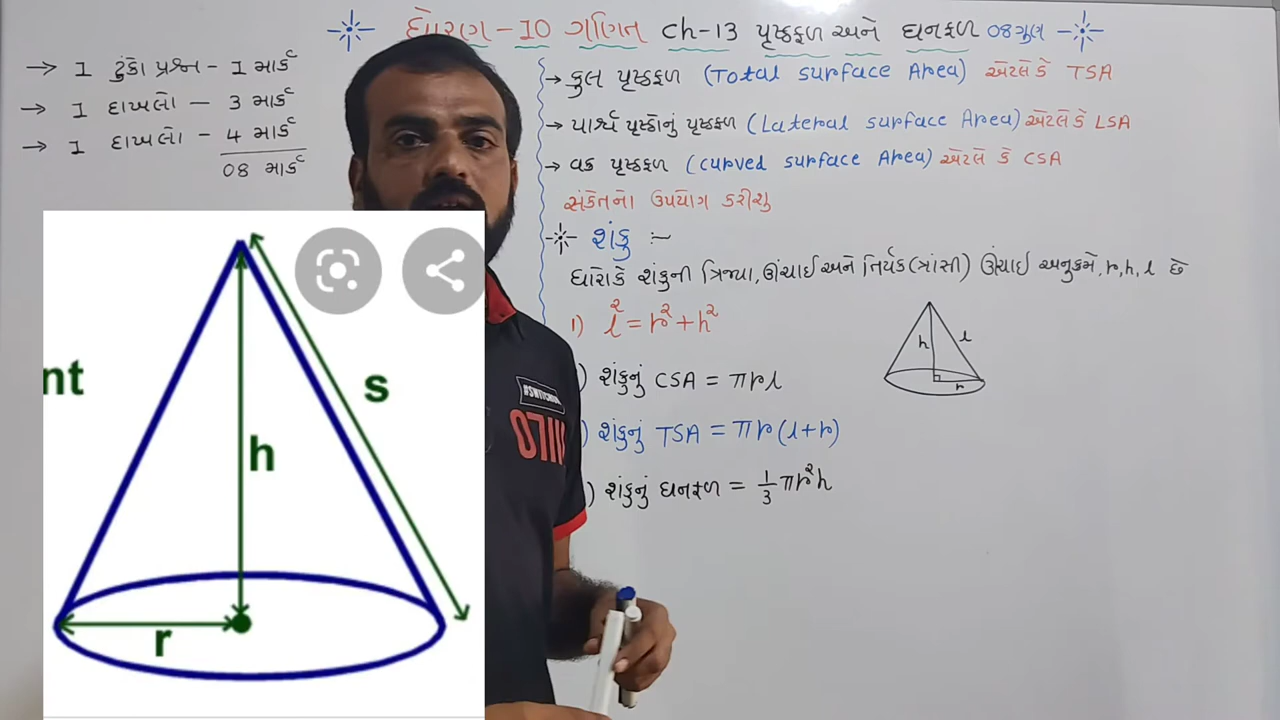 ધોરણ - 10 ગણિત Ch-13 પૃષ્ઠફળ અને ઘનફળ 08 ગુણ
→ 1 ટુંકો પ્રશ્ન - 1 માર્ક
→ 1 દાખલો - 3 માર્ક
→ 1 દાખલો - 4 માર્ક
08 માર્ક
→ કુલ પૃષ્ઠફળ (Total surface Area) એટલે કે TSA
→ પાર્શ્વ પૃષ્ઠોનું પૃષ્ઠફળ (Lateral surface Area) એટલે કે LSA
→ વક્ર પૃષ્ઠફળ (curved surface Area) એટલે કે CSA
સંકેતનો ઉપયોગ કરીશુ
શંકુ :-
ધારોકે શંકુની ત્રિજ્યા, ઊંચાઈ અને તિર્યક (ત્રાંસી) ઊંચાઈ અનુક્રમે, r, h, l છે
1) l² = r² + h²
) શંકુનું CSA = πrl
) શંકુનું TSA = πr(l+r)
) શંકુનું ઘનફળ = 1/3 πr²h
h l
r
nt
s
h
r
#SWITCHON